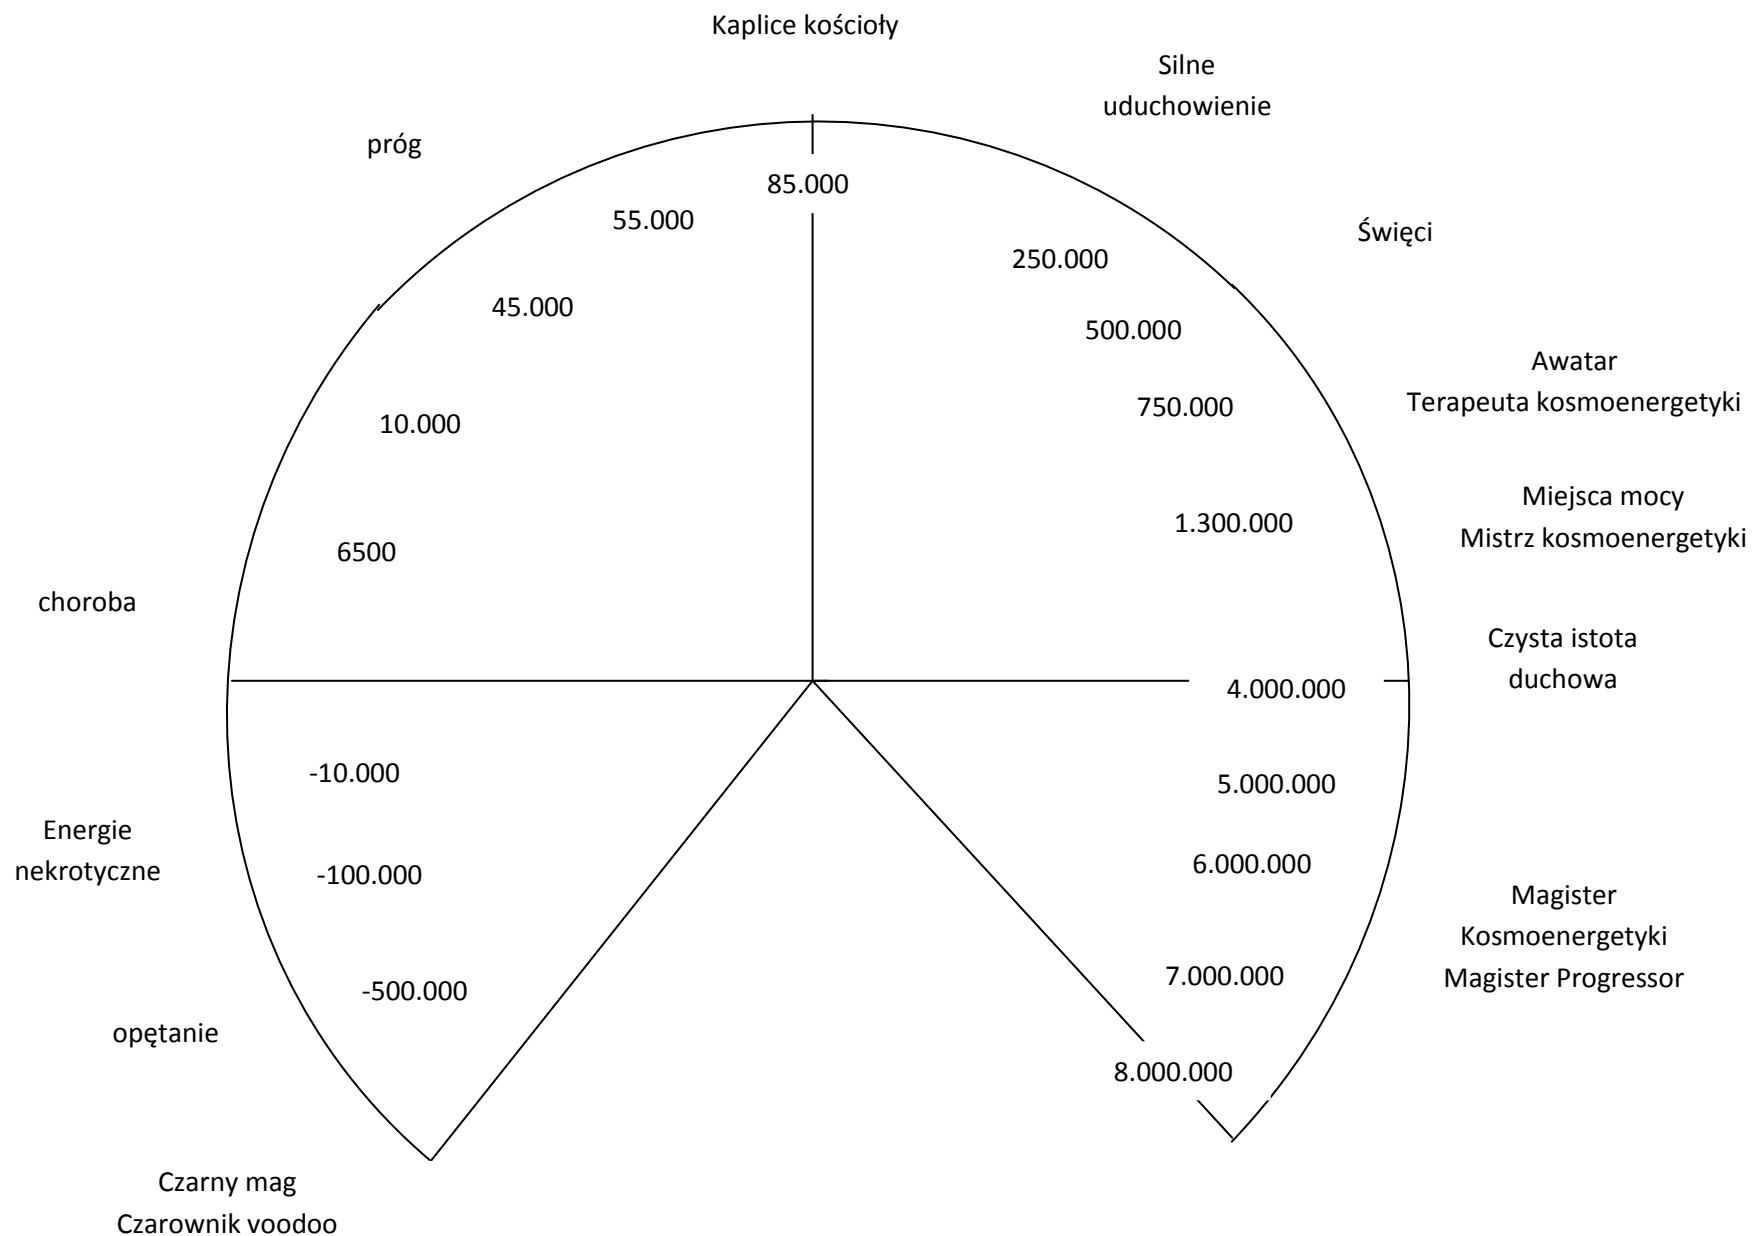 Kaplice kościoły
Silne
uduchowienie
próg
85.000
55.000
Święci
250.000
45.000
500.000
Awatar
Terapeuta kosmoenergetyki
750.000
10.000
Miejsca mocy
Mistrz kosmoenergetyki
1.300.000
6500
choroba
Czysta istota
duchowa
4.000.000
-10.000
5.000.000
Energie
nekrotyczne
6.000.000
-100.000
Magister
Kosmoenergetyki
Magister Progressor
7.000.000
-500.000
opętanie
8.000.000
Czarny mag
Czarownik voodoo